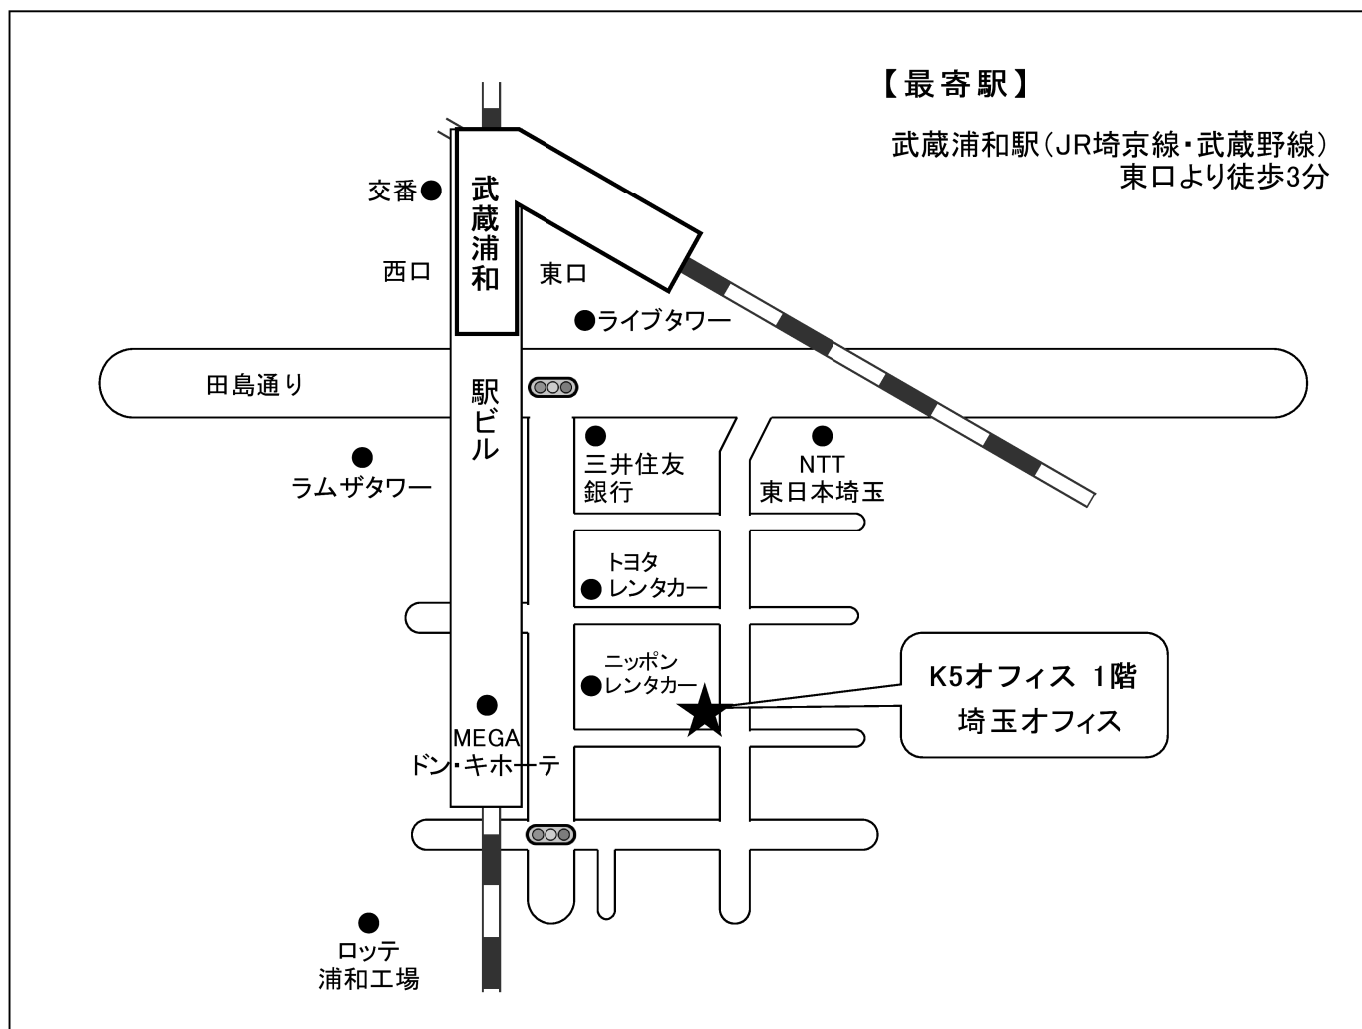 【最寄駅】
武蔵浦和駅（JR埼京線・武蔵野線）
東口より徒歩3分
交番
武蔵浦和
西口
東口
ライブタワー
田島通り
駅ビル
ラムザタワー
三井住友
銀行
NTT
東日本埼玉
トヨタ
レンタカー
ニッポン
レンタカー
K5オフィス 1階
埼玉オフィス
MEGA
ドン・キホーテ
ロッテ
浦和工場